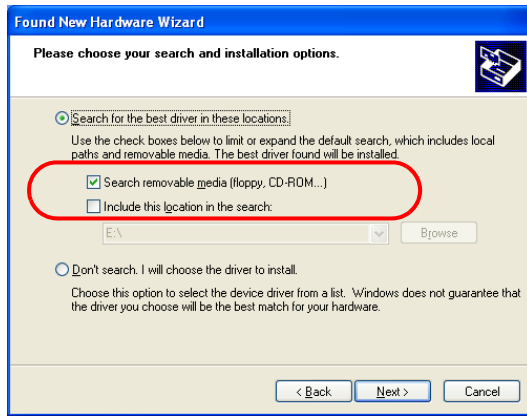 Found New Hardware Wizard
Please choose your search and installation options.
Search for the best driver in these locations.
Use the check boxes below to limit or expand the default search, which includes local
paths and removable media. The best driver found will be installed.
Search removable media (floppy, CD-ROM...)
Include this location in the search:
E:\
Browse
Don't search. I will choose the driver to install.
Choose this option to select the device driver from a list. Windows does not guarantee that
the driver you choose will be the best match for your hardware.
< Back Next > Cancel